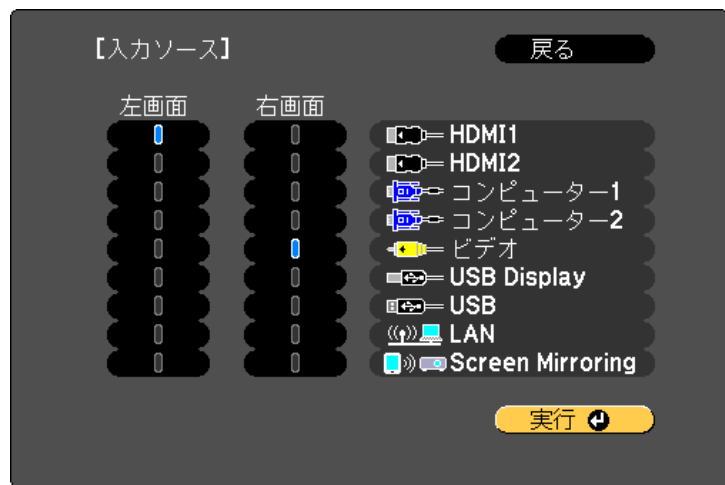 【入力ソース】 戻る
左画面 右画面
HDMI1
HDMI2
コンピューター1
コンピューター2
ビデオ
USB Display
USB
LAN
Screen Mirroring
実行